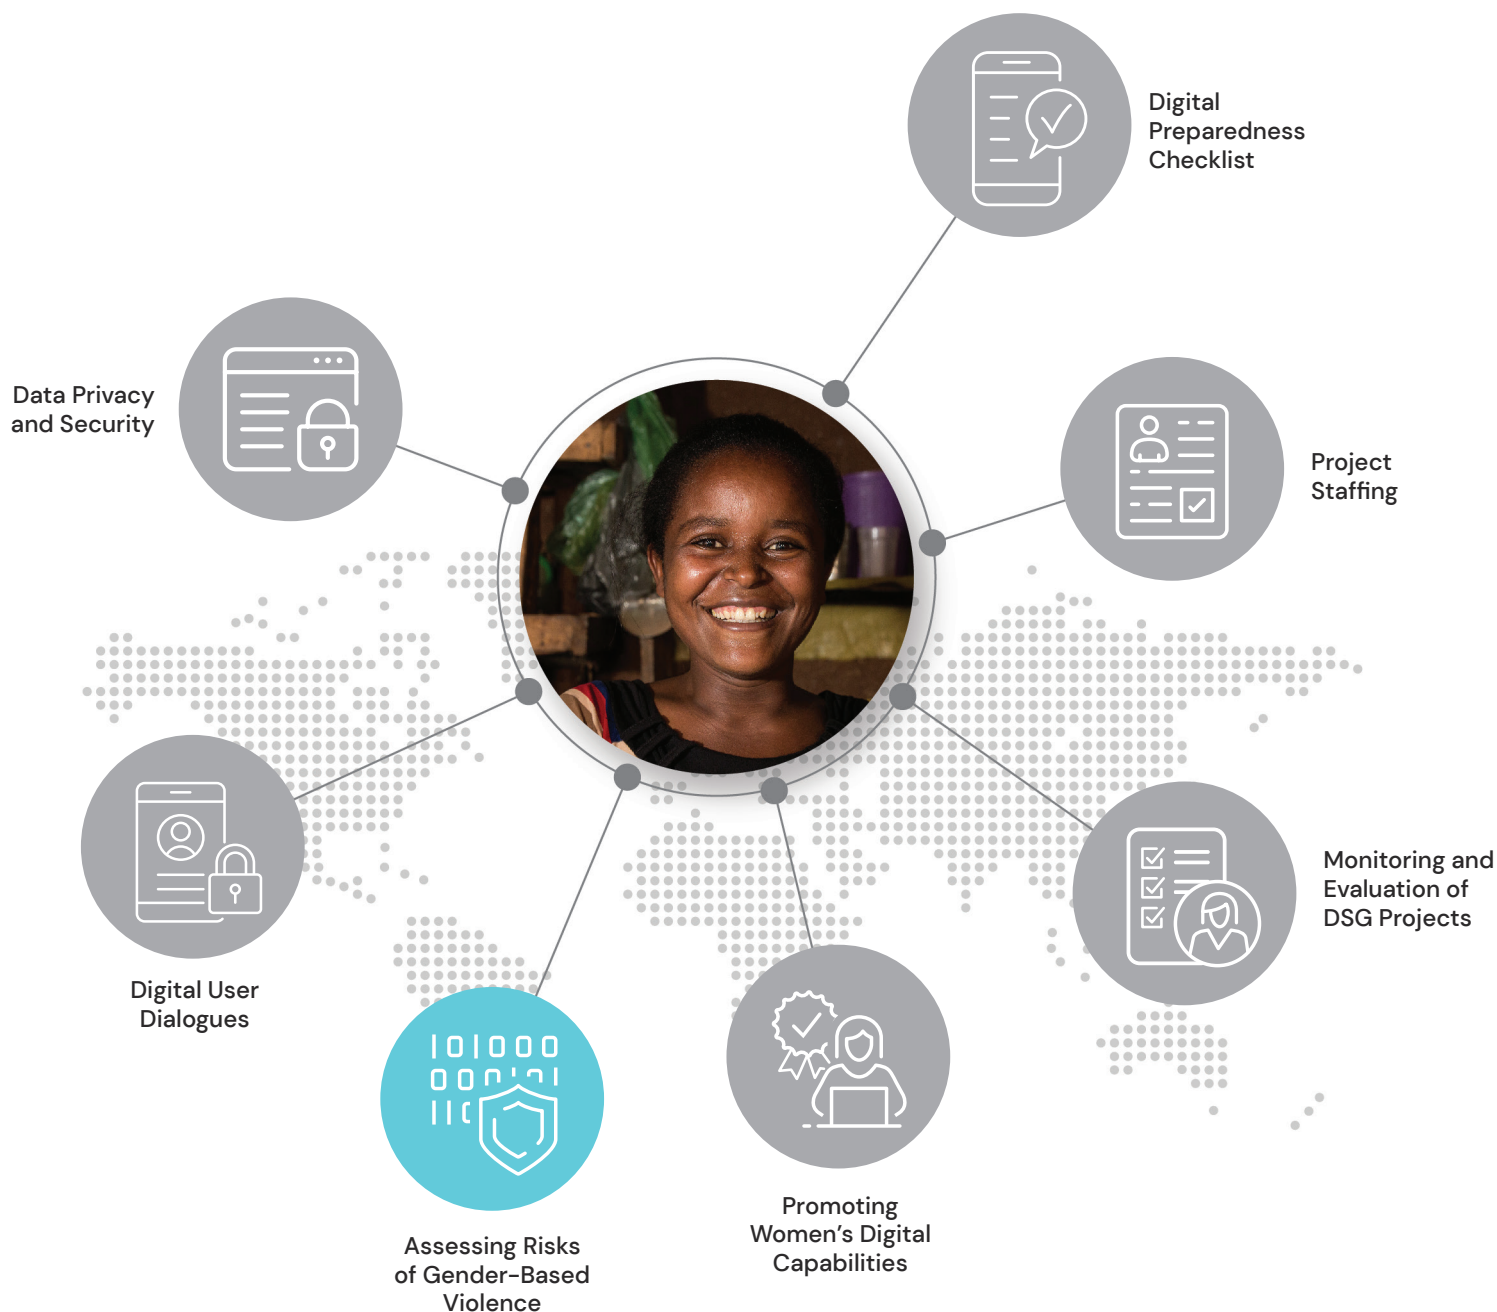 Digital
Preparedness
Checklist
Data Privacy
and Security
Project
Staffing
Monitoring and
Evaluation of
DSG Projects
Digital User
Dialogues
Promoting
Women’s Digital
Capabilities
Assessing Risks
of Gender-Based
Violence